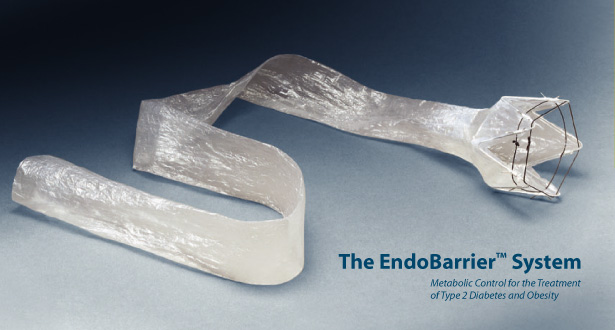 The EndoBarrier™ System
Metabolic Control for the Treatment
of Type 2 Diabetes and Obesity